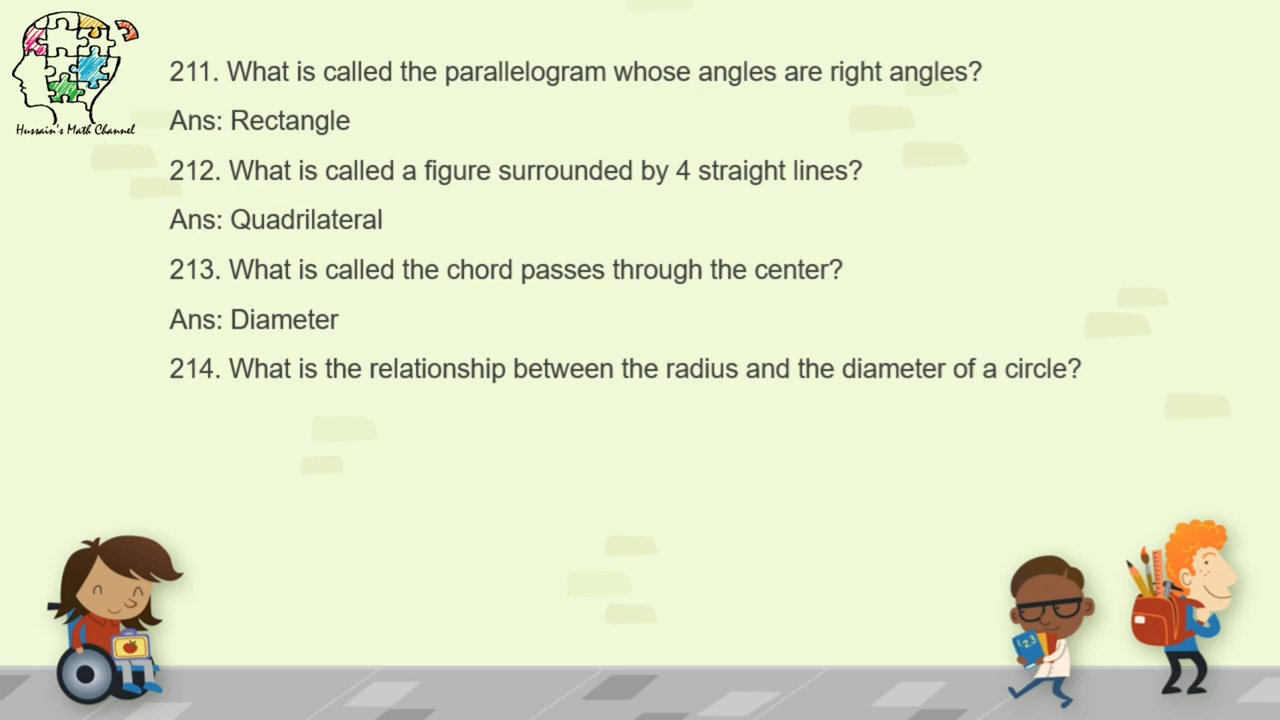 Hussain's Math Channel
211. What is called the parallelogram whose angles are right angles?
Ans: Rectangle
212. What is called a figure surrounded by 4 straight lines?
Ans: Quadrilateral
213. What is called the chord passes through the center?
Ans: Diameter
214. What is the relationship between the radius and the diameter of a circle?
123